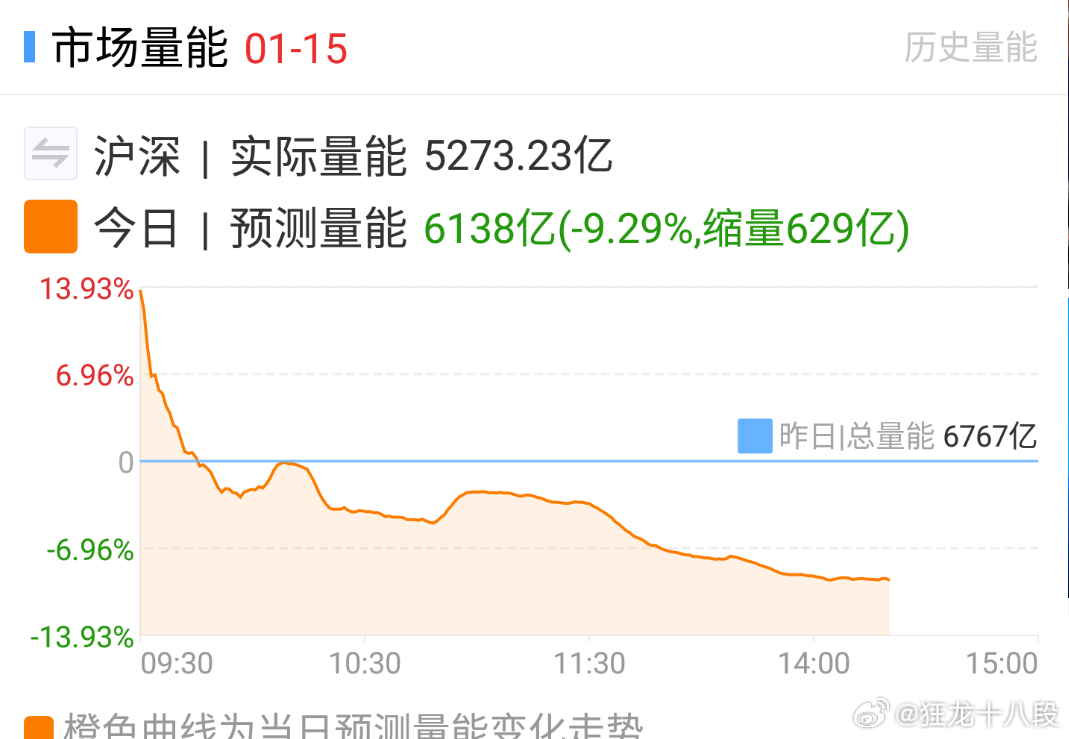 市场量能 01-15 历史量能
沪深 | 实际量能 5273.23亿
今日 | 预测量能 6138亿(-9.29%,缩量629亿)
13.93%
6.96%
昨日|总量能 6767亿
0
-6.96%
-13.93%
09:30 10:30 11:30 14:00 15:00
橙色曲线为当日预测量能变化走势
@狂龙十八段